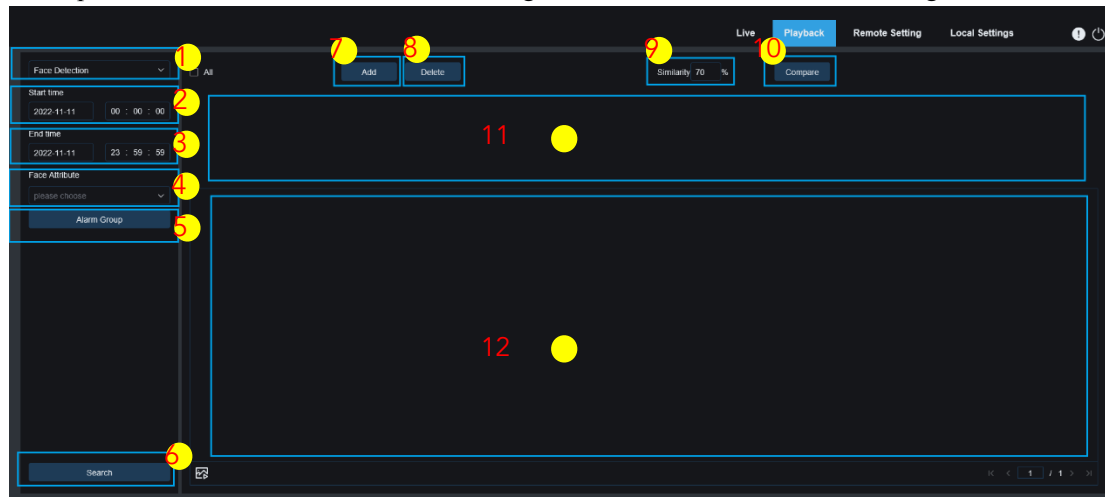 Live Playback Remote Setting Local Settings
1 7 8 9 10
Face Detection All Add Delete Similarity 70 % Compare
Start time
2
2022-11-11 00 : 00 : 00
End time
11
3
2022-11-11 23 : 59 : 59
Face Attribute
4
please choose
Alarm Group
5
12
6
Search
1 / 1